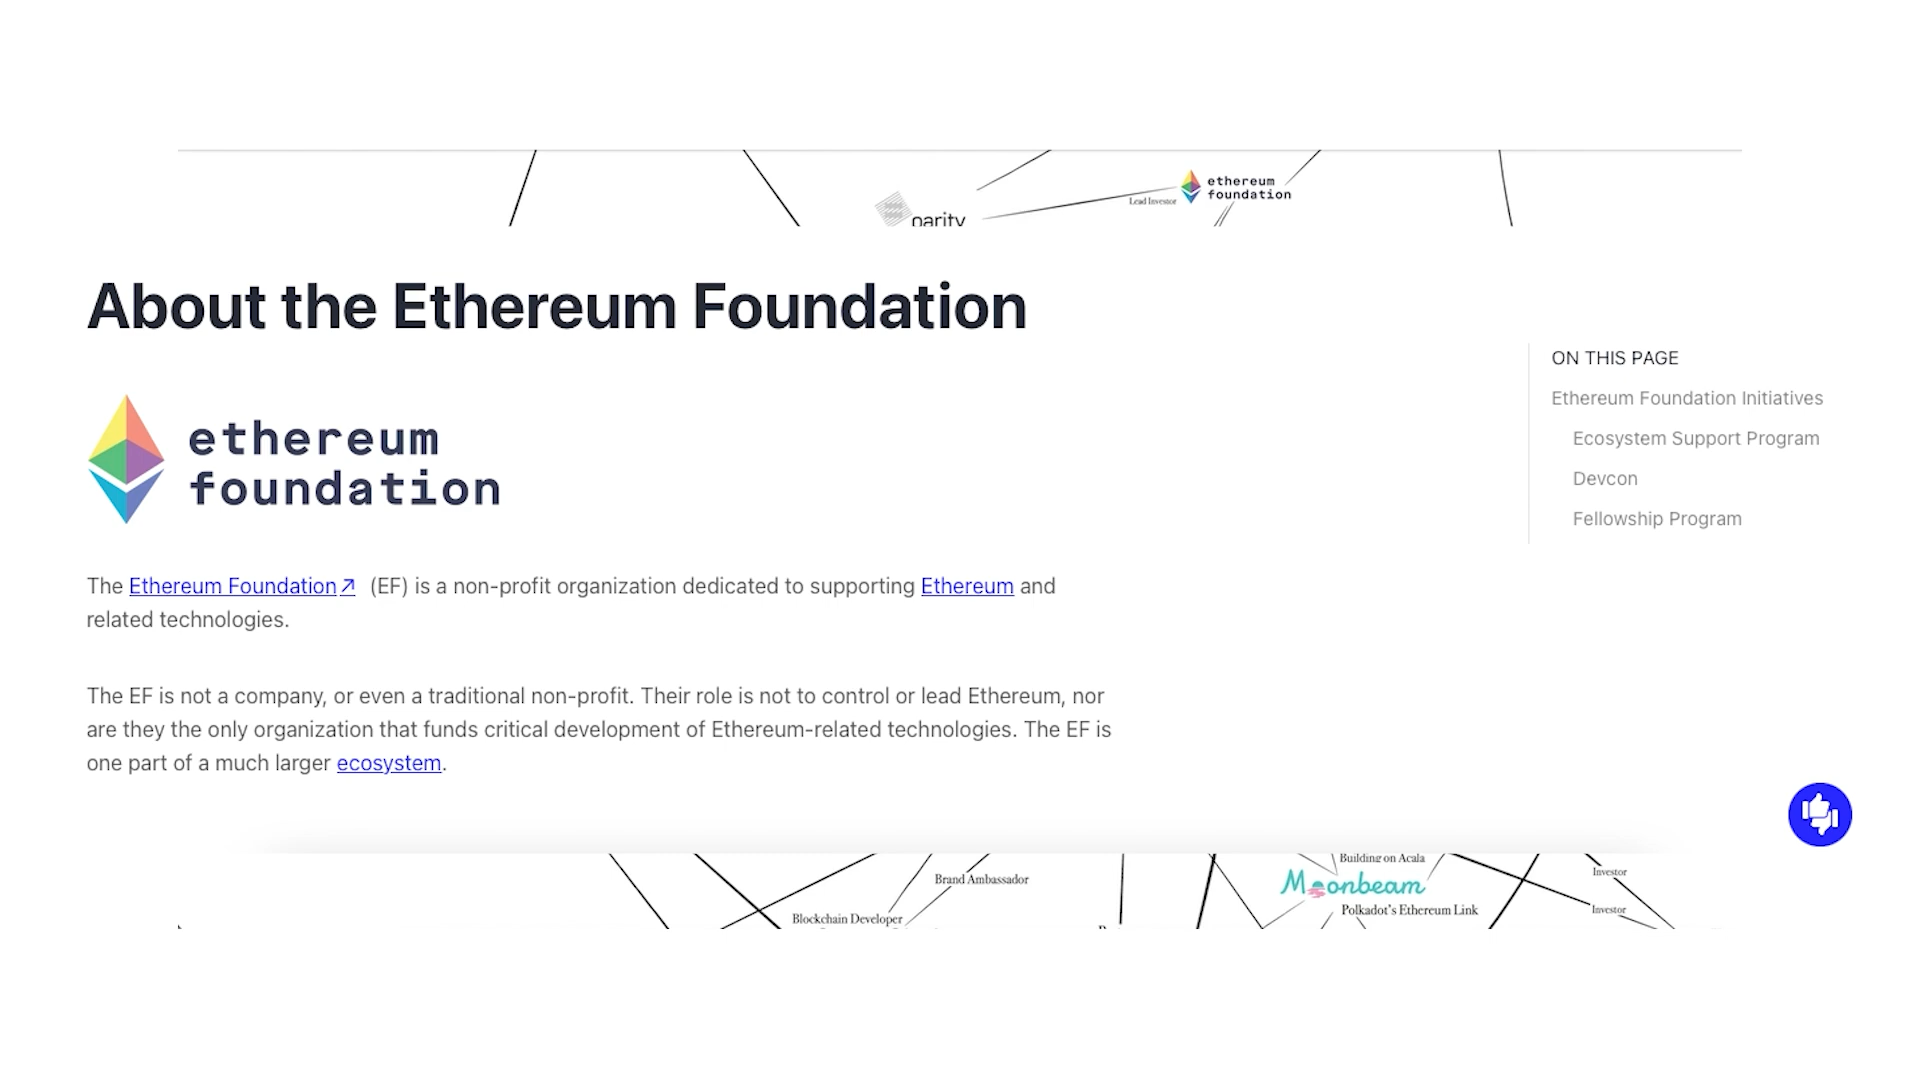 ethereum
foundation
Lead Investor
parity
About the Ethereum Foundation
ON THIS PAGE
Ethereum Foundation Initiatives
Ecosystem Support Program
Devcon
Fellowship Program
ethereum
foundation
The Ethereum Foundation↗ (EF) is a non-profit organization dedicated to supporting Ethereum and
related technologies.
The EF is not a company, or even a traditional non-profit. Their role is not to control or lead Ethereum, nor
are they the only organization that funds critical development of Ethereum-related technologies. The EF is
one part of a much larger ecosystem.
Building on Acala
Brand Ambassador
Moonbeam
Investor
Polkadot's Ethereum Link
Investor
Blockchain Developer